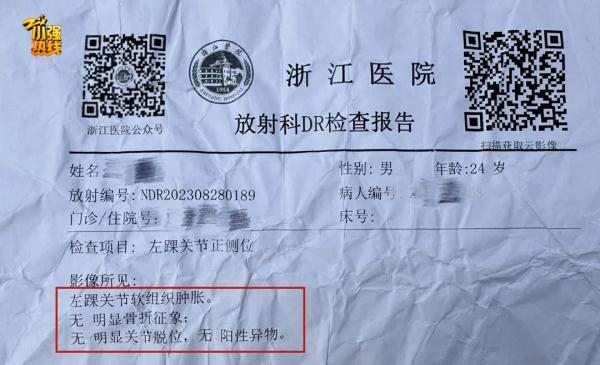 小强热线
浙江医院
1954
浙江医院公众号
放射科DR检查报告
扫描获取云影像
姓名
性别: 男 年龄:24 岁
放射编号: NDR202308280189
病人编号:
门诊/住院号:
床号:
检查项目: 左踝关节正侧位
影像所见:
左踝关节软组织肿胀。
无 明显骨折征象;
无 明显关节脱位, 无 阳性异物。